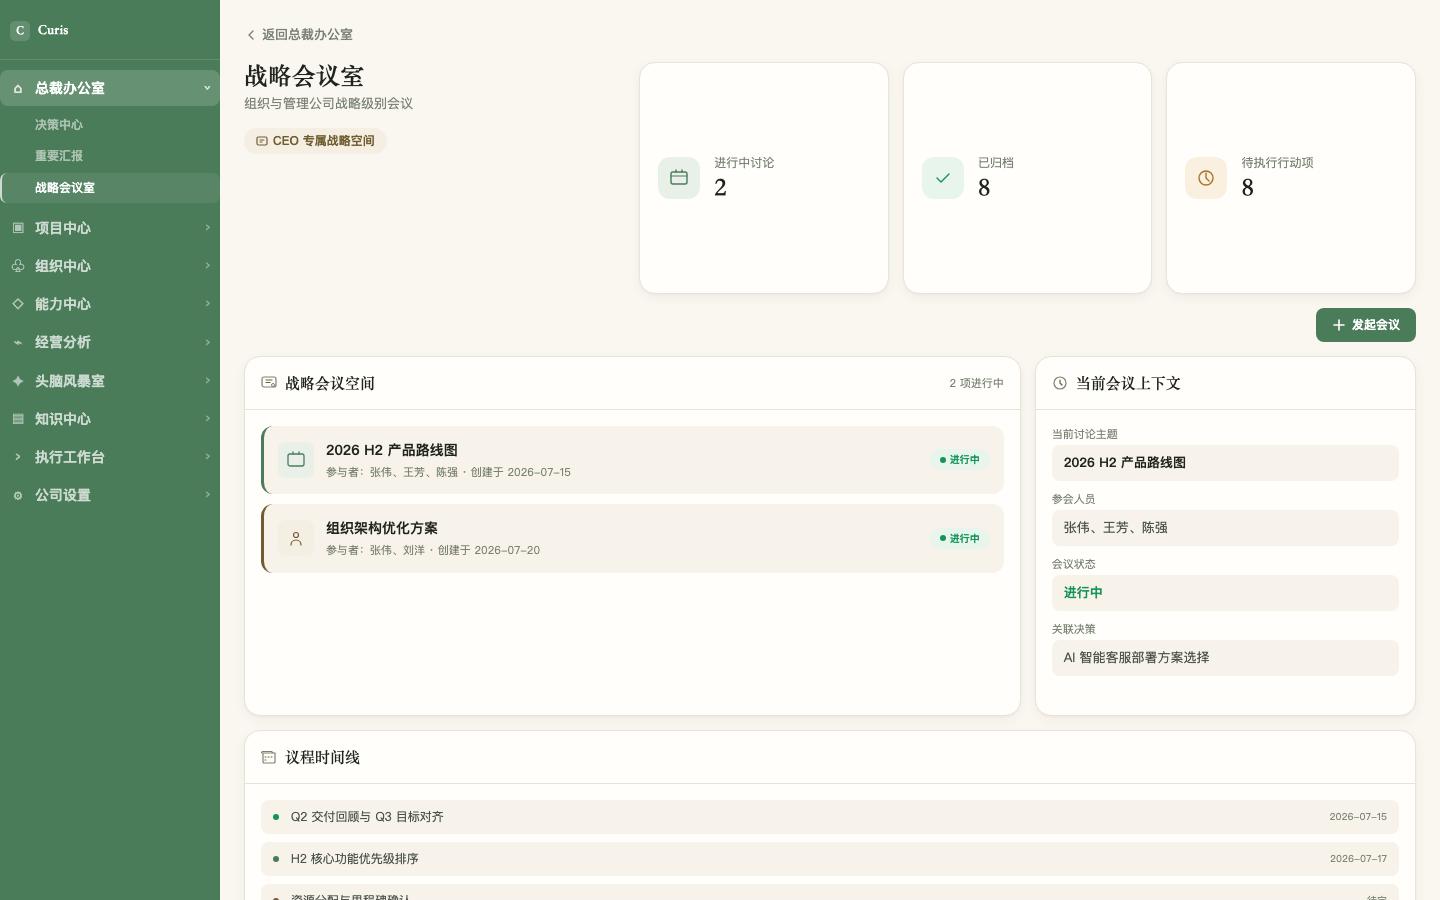 C Curis
总裁办公室
决策中心
重要汇报
战略会议室
项目中心
组织中心
能力中心
经营分析
头脑风暴室
知识中心
执行工作台
公司设置
返回总裁办公室
战略会议室
组织与管理公司战略级别会议
CEO 专属战略空间
进行中讨论
2
已归档
8
待执行行动项
8
发起会议
战略会议空间
2 项进行中
2026 H2 产品路线图
参与者：张伟、王芳、陈强 · 创建于 2026-07-15
进行中
组织架构优化方案
参与者：张伟、刘洋 · 创建于 2026-07-20
进行中
当前会议上下文
当前讨论主题
2026 H2 产品路线图
参会人员
张伟、王芳、陈强
会议状态
进行中
关联决策
AI 智能客服部署方案选择
议程时间线
Q2 交付回顾与 Q3 目标对齐
2026-07-15
H2 核心功能优先级排序
2026-07-17
资源分配与里程碑确认
待定